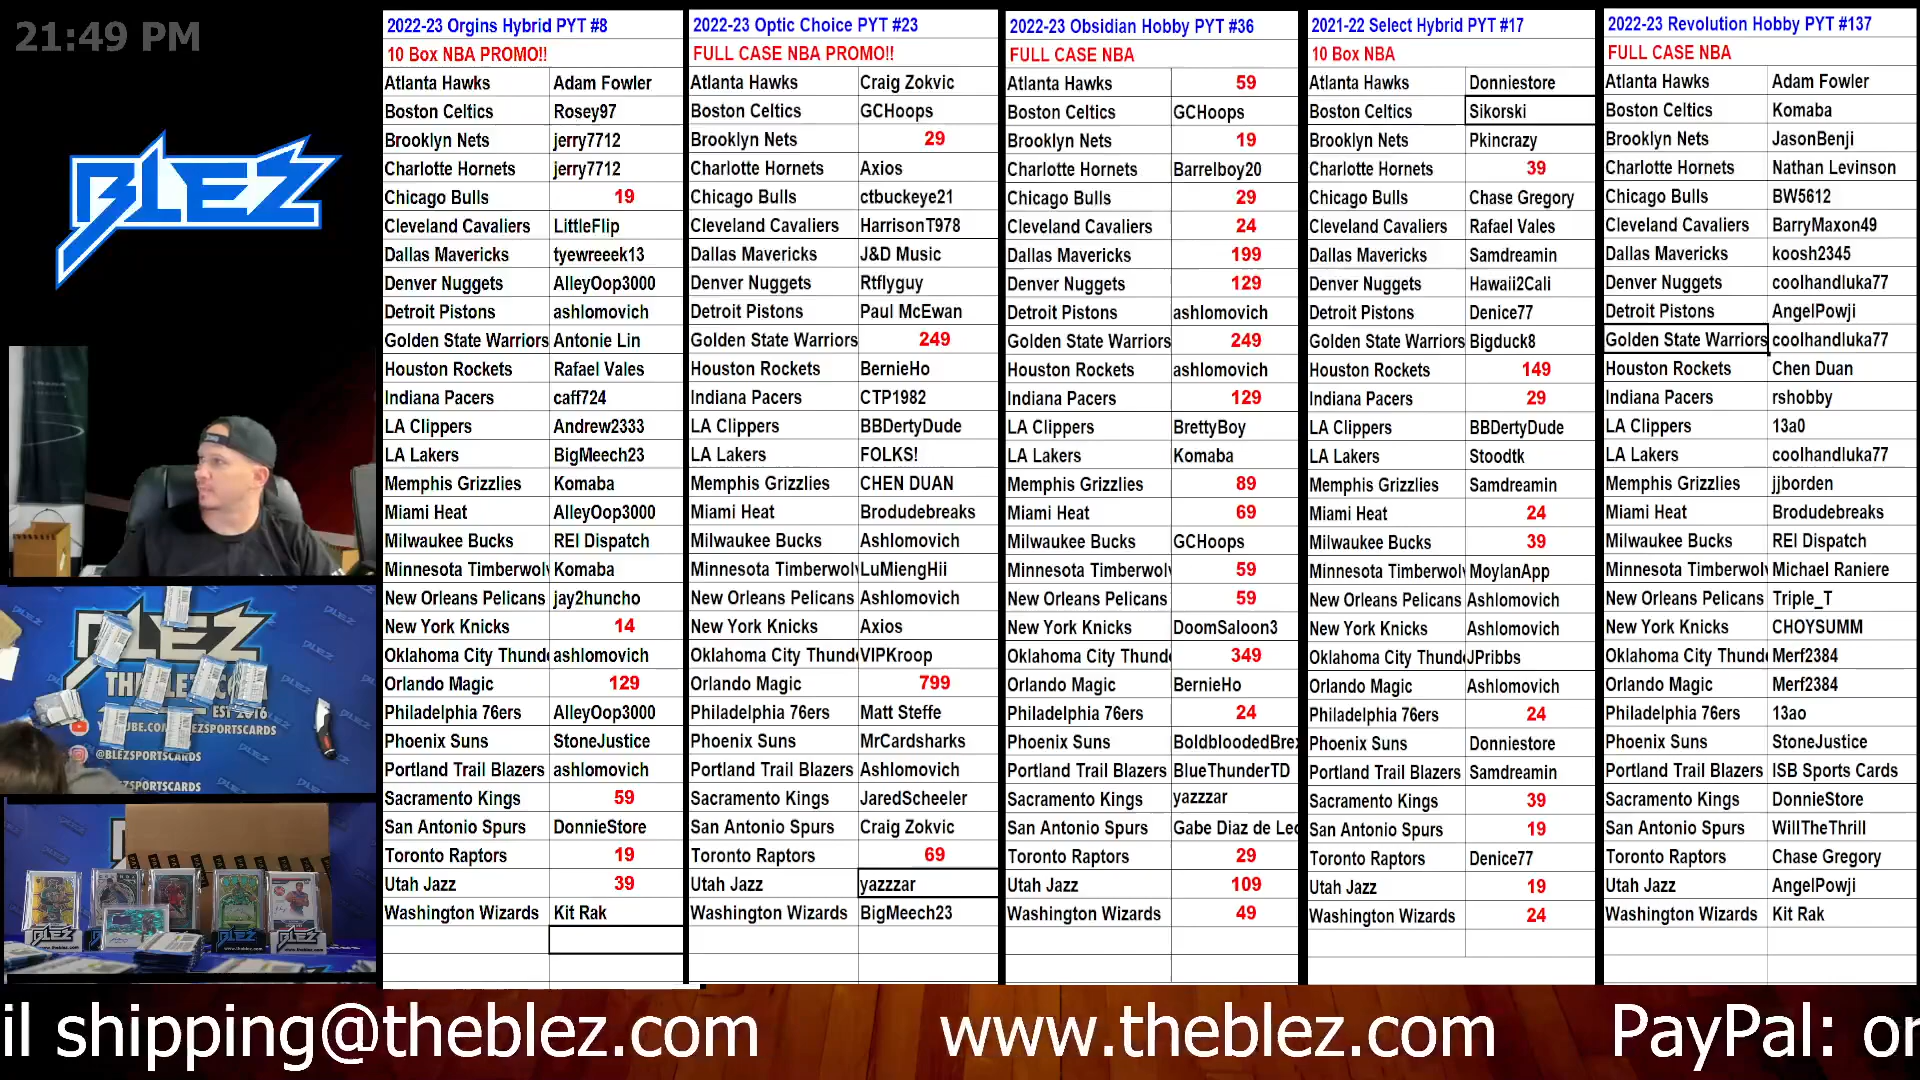 21:49 PM
BLEZ
2022-23 Orgins Hybrid PYT #8
10 Box NBA PROMO!!
Atlanta Hawks Adam Fowler
Boston Celtics Rosey97
Brooklyn Nets jerry7712
Charlotte Hornets jerry7712
Chicago Bulls 19
Cleveland Cavaliers LittleFlip
Dallas Mavericks tyewreeek13
Denver Nuggets AlleyOop3000
Detroit Pistons ashlomovich
Golden State Warriors Antonie Lin
Houston Rockets Rafael Vales
Indiana Pacers caff724
LA Clippers Andrew2333
LA Lakers BigMeech23
Memphis Grizzlies Komaba
Miami Heat AlleyOop3000
Milwaukee Bucks REI Dispatch
Minnesota Timberwol Komaba
New Orleans Pelicans jay2huncho
New York Knicks 14
Oklahoma City Thund ashlomovich
Orlando Magic 129
Philadelphia 76ers AlleyOop3000
Phoenix Suns StoneJustice
Portland Trail Blazers ashlomovich
Sacramento Kings 59
San Antonio Spurs DonnieStore
Toronto Raptors 19
Utah Jazz 39
Washington Wizards Kit Rak
2022-23 Optic Choice PYT #23
FULL CASE NBA PROMO!!
Atlanta Hawks Craig Zokvic
Boston Celtics GCHoops
Brooklyn Nets 29
Charlotte Hornets Axios
Chicago Bulls ctbuckeye21
Cleveland Cavaliers HarrisonT978
Dallas Mavericks J&D Music
Denver Nuggets Rtflyguy
Detroit Pistons Paul McEwan
Golden State Warriors 249
Houston Rockets BernieHo
Indiana Pacers CTP1982
LA Clippers BBDertyDude
LA Lakers FOLKS!
Memphis Grizzlies CHEN DUAN
Miami Heat Brodudebreaks
Milwaukee Bucks Ashlomovich
Minnesota Timberwolv LuMiengHii
New Orleans Pelicans Ashlomovich
New York Knicks Axios
Oklahoma City Thund VIPKroop
Orlando Magic 799
Philadelphia 76ers Matt Steffe
Phoenix Suns MrCardsharks
Portland Trail Blazers Ashlomovich
Sacramento Kings JaredScheeler
San Antonio Spurs Craig Zokvic
Toronto Raptors 69
Utah Jazz yazzzar
Washington Wizards BigMeech23
2022-23 Obsidian Hobby PYT #36
FULL CASE NBA
Atlanta Hawks 59
Boston Celtics GCHoops
Brooklyn Nets 19
Charlotte Hornets Barrelboy20
Chicago Bulls 29
Cleveland Cavaliers 24
Dallas Mavericks 199
Denver Nuggets 129
Detroit Pistons ashlomovich
Golden State Warriors 249
Houston Rockets ashlomovich
Indiana Pacers 129
LA Clippers BrettyBoy
LA Lakers Komaba
Memphis Grizzlies 89
Miami Heat 69
Milwaukee Bucks GCHoops
Minnesota Timberwol 59
New Orleans Pelicans 59
New York Knicks DoomSaloon3
Oklahoma City Thund 349
Orlando Magic BernieHo
Philadelphia 76ers 24
Phoenix Suns BoldbloodedBre
Portland Trail Blazers BlueThunderTD
Sacramento Kings yazzzar
San Antonio Spurs Gabe Diaz de Le
Toronto Raptors 29
Utah Jazz 109
Washington Wizards 49
2021-22 Select Hybrid PYT #17
10 Box NBA
Atlanta Hawks Donniestore
Boston Celtics Sikorski
Brooklyn Nets Pkincrazy
Charlotte Hornets 39
Chicago Bulls Chase Gregory
Cleveland Cavaliers Rafael Vales
Dallas Mavericks Samdreamin
Denver Nuggets Hawaii2Cali
Detroit Pistons Denice77
Golden State Warriors Bigduck8
Houston Rockets 149
Indiana Pacers 29
LA Clippers BBDertyDude
LA Lakers Stoodtk
Memphis Grizzlies Samdreamin
Miami Heat 24
Milwaukee Bucks 39
Minnesota Timberwolv MoylanApp
New Orleans Pelicans Ashlomovich
New York Knicks Ashlomovich
Oklahoma City Thund JPribbs
Orlando Magic Ashlomovich
Philadelphia 76ers 24
Phoenix Suns Donniestore
Portland Trail Blazers Samdreamin
Sacramento Kings 39
San Antonio Spurs 19
Toronto Raptors Denice77
Utah Jazz 19
Washington Wizards 24
2022-23 Revolution Hobby PYT #137
FULL CASE NBA
Atlanta Hawks Adam Fowler
Boston Celtics Komaba
Brooklyn Nets JasonBenji
Charlotte Hornets Nathan Levinson
Chicago Bulls BW5612
Cleveland Cavaliers BarryMaxon49
Dallas Mavericks koosh2345
Denver Nuggets coolhandluka77
Detroit Pistons AngelPowji
Golden State Warriors coolhandluka77
Houston Rockets Chen Duan
Indiana Pacers rshobby
LA Clippers 13a0
LA Lakers coolhandluka77
Memphis Grizzlies jjborden
Miami Heat Brodudebreaks
Milwaukee Bucks REI Dispatch
Minnesota Timberwolv Michael Raniere
New Orleans Pelicans Triple_T
New York Knicks CHOYSUMM
Oklahoma City Thund Merf2384
Orlando Magic Merf2384
Philadelphia 76ers 13ao
Phoenix Suns StoneJustice
Portland Trail Blazers ISB Sports Cards
Sacramento Kings DonnieStore
San Antonio Spurs WillTheThrill
Toronto Raptors Chase Gregory
Utah Jazz AngelPowji
Washington Wizards Kit Rak
BLEZ
EST 2016
@BLEZSPORTSCARDS
BLEZ
BLEZ
il shipping@theblez.com www.theblez.com PayPal: or